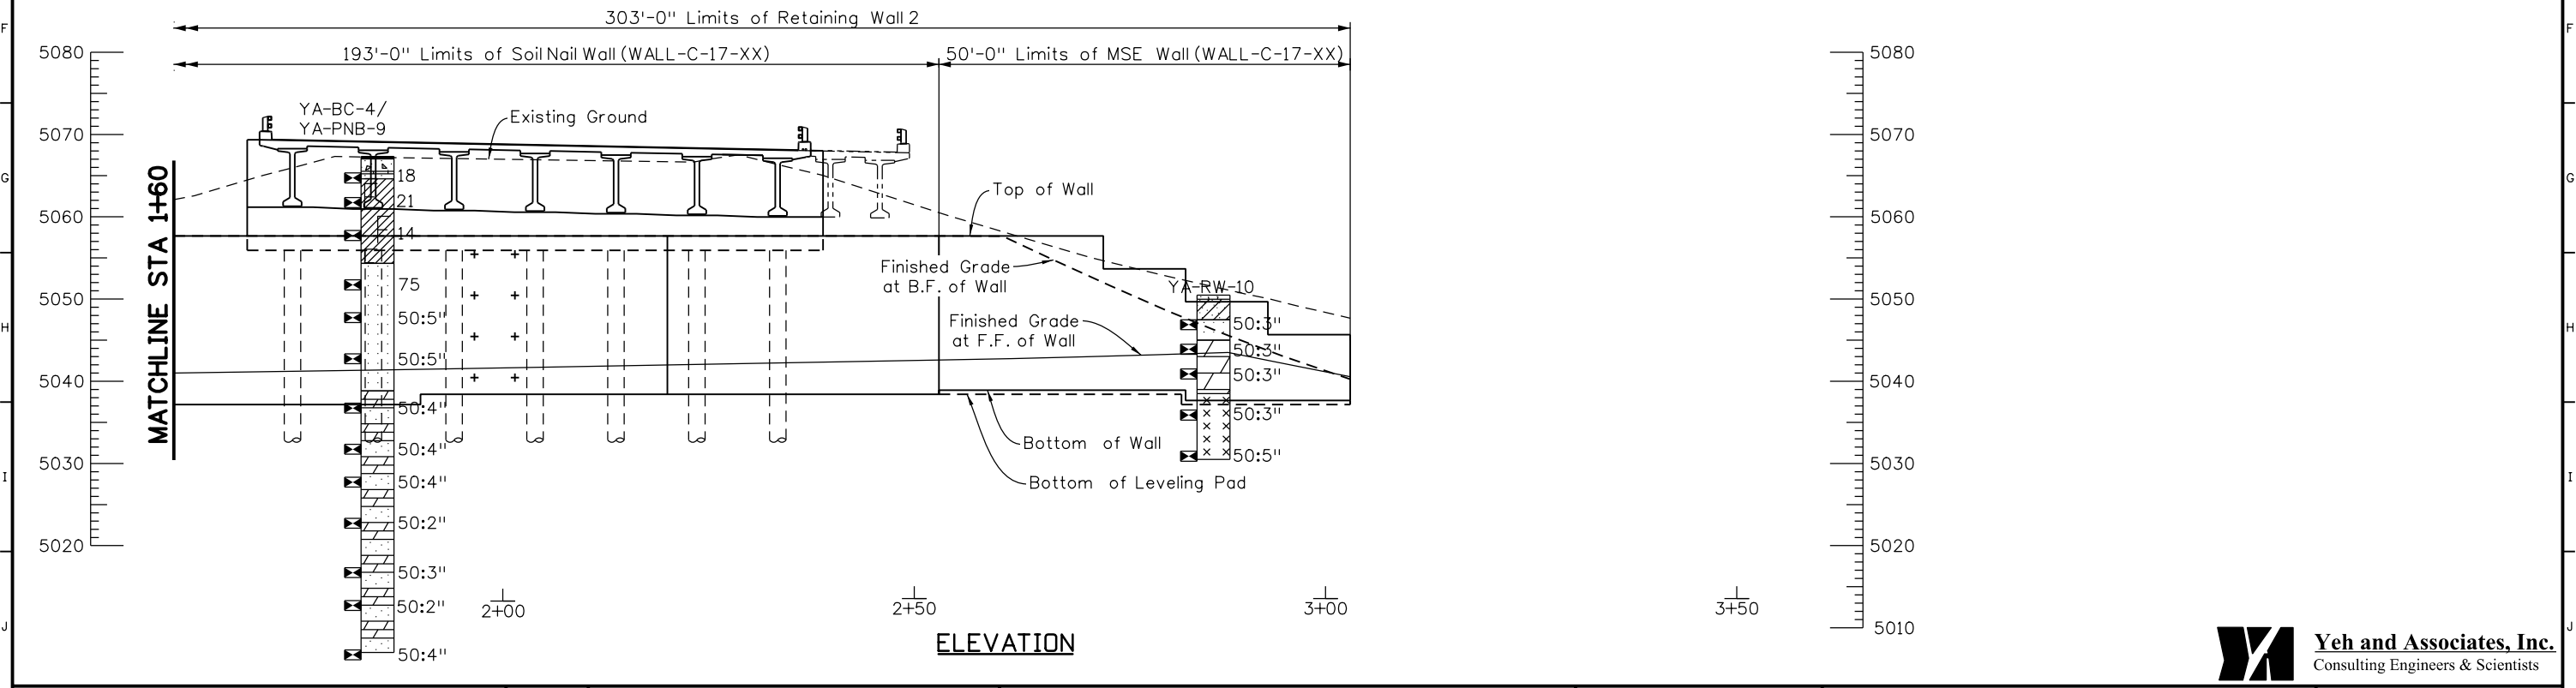 303'-0" Limits of Retaining Wall 2
193'-0" Limits of Soil Nail Wall (WALL-C-17-XX)
50'-0" Limits of MSE Wall (WALL-C-17-XX)
F
F
5080
5080
YA-BC-4/
YA-PNB-9
Existing Ground
5070
5070
G
G
18
21
14
Top of Wall
5060
5060
MATCHLINE STA 1+60
Finished Grade
at B.F. of Wall
YA-RW-10
75
5050
5050
50:5"
50:5"
Finished Grade
at F.F. of Wall
H
H
50:3"
50:3"
50:3"
50:3"
50:5"
5040
5040
50:4"
50:4"
50:4"
50:2"
50:3"
50:2"
50:4"
Bottom of Wall
Bottom of Leveling Pad
5030
5030
I
I
5020
5020
2+00
2+50
3+00
3+50
5010
J
J
ELEVATION
Yeh and Associates, Inc.
Consulting Engineers & Scientists